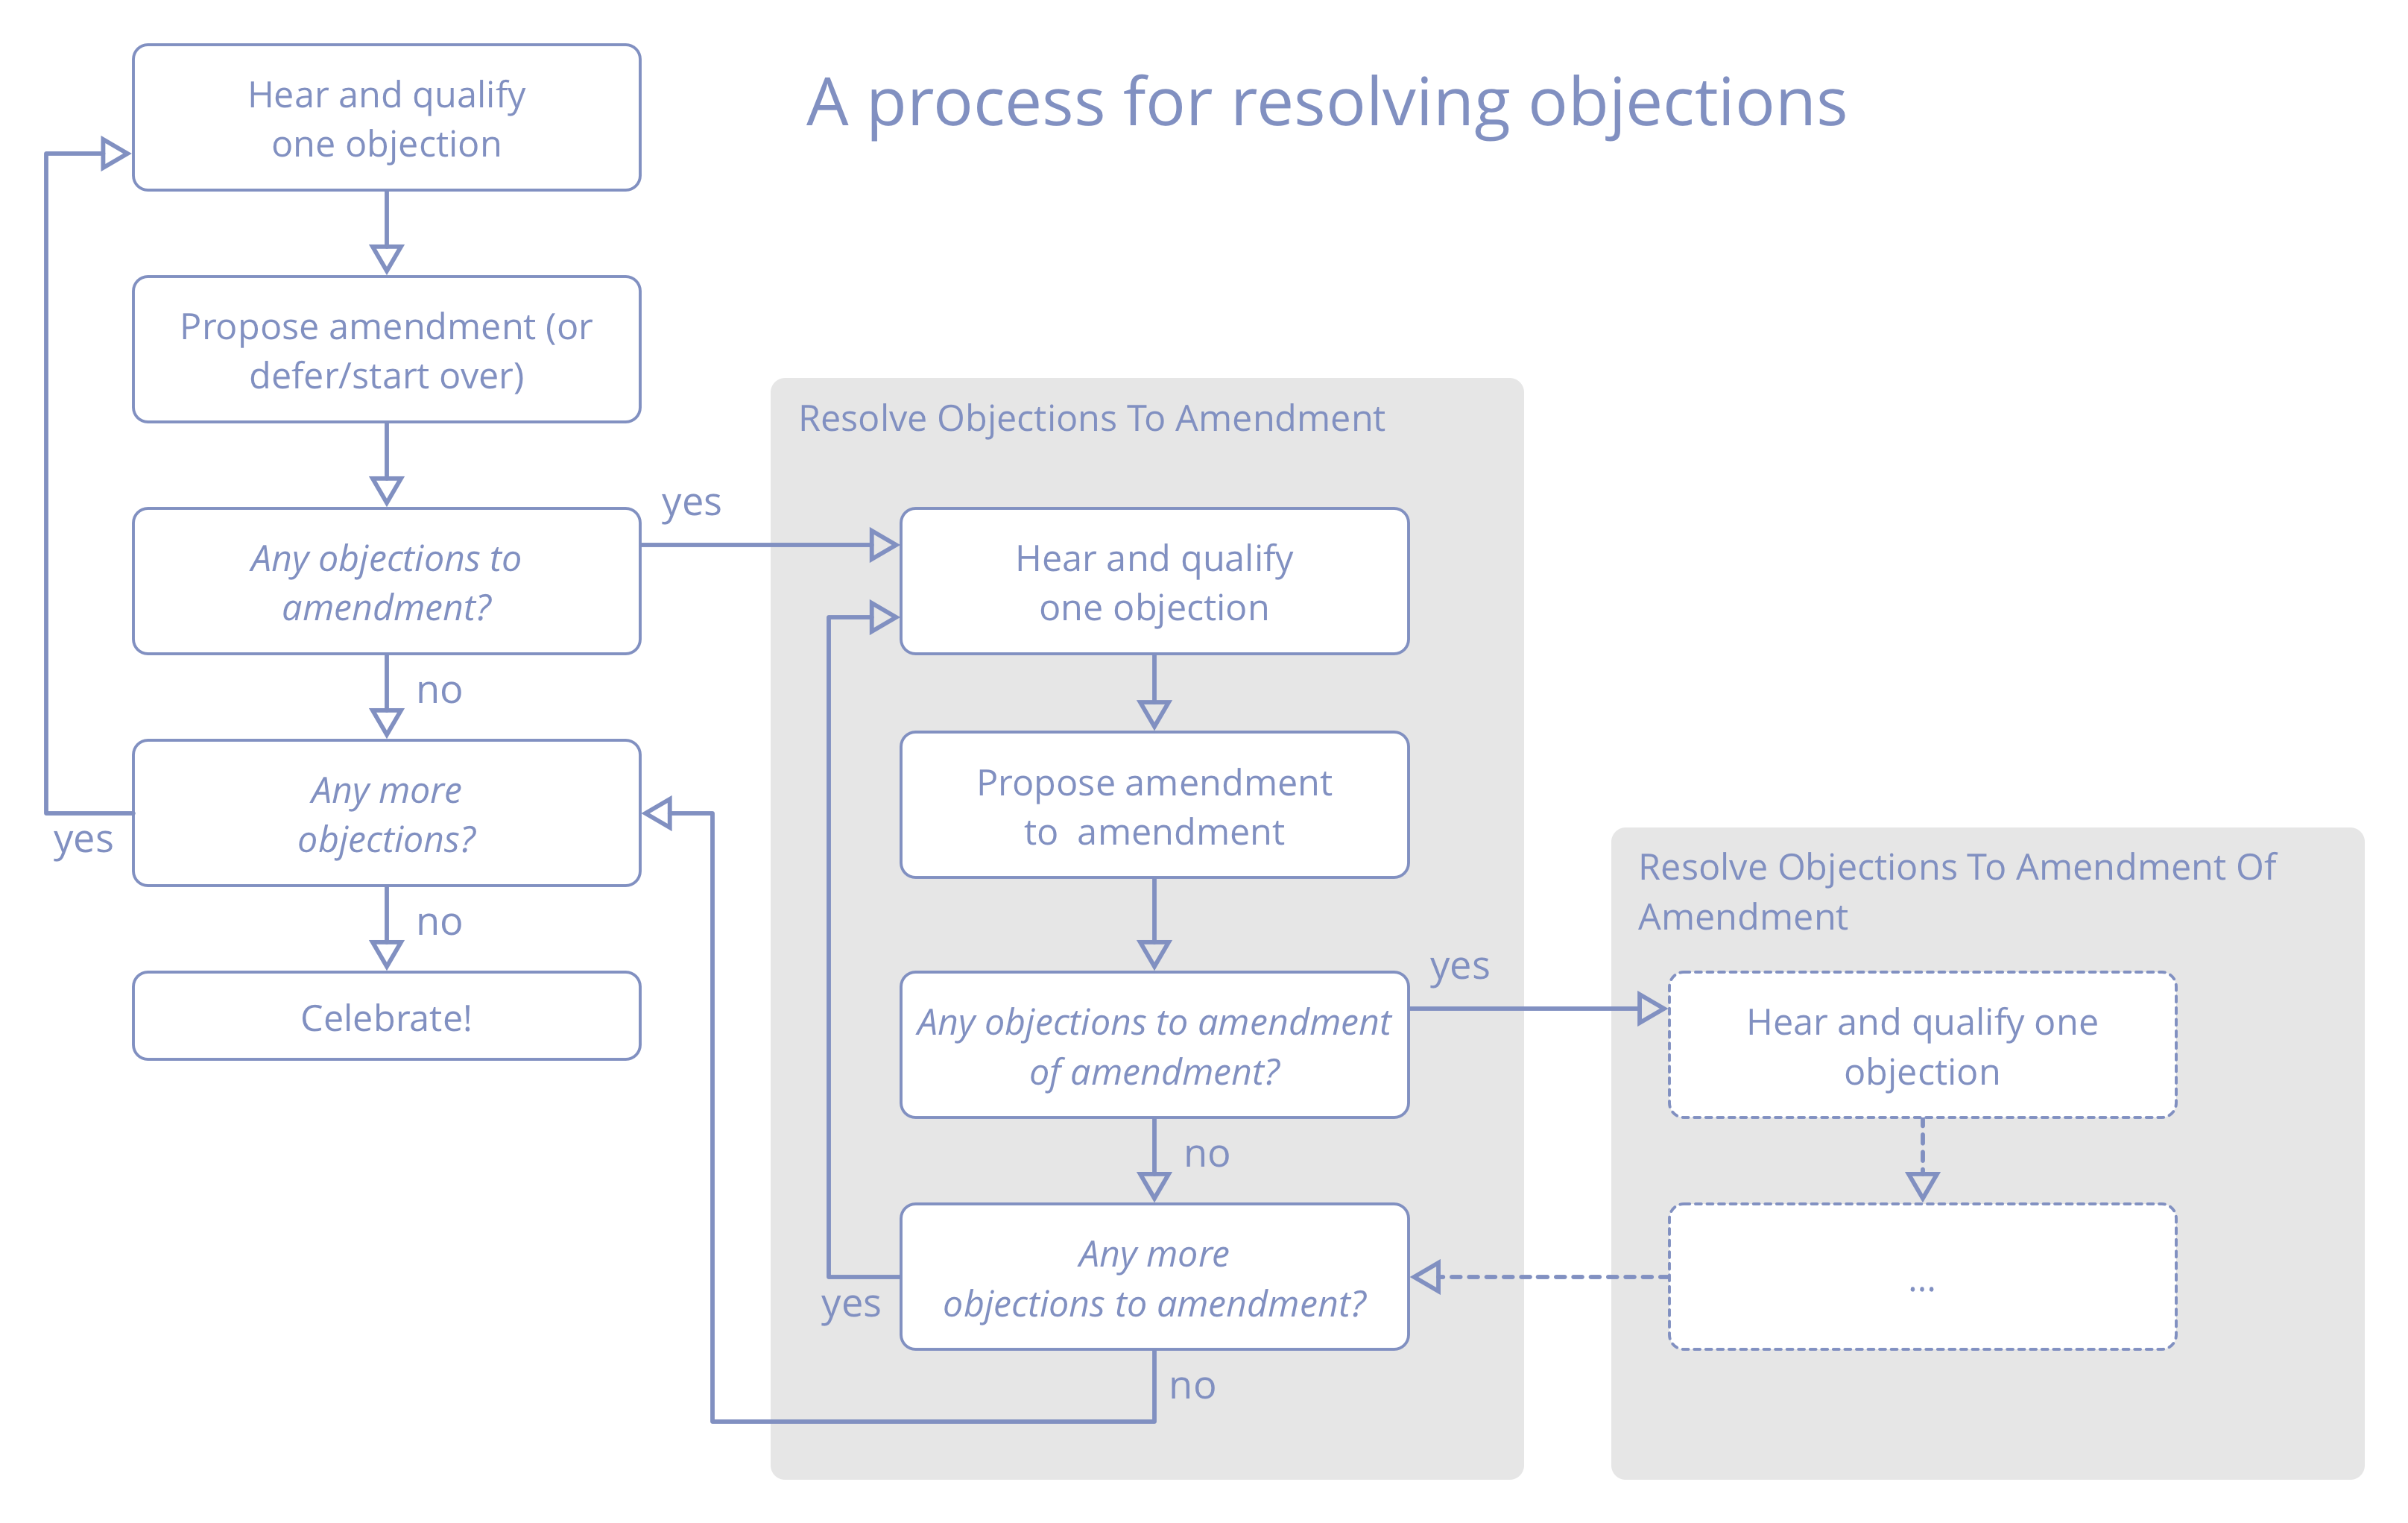 A process for resolving objections
Hear and qualify
one objection
Propose amendment (or
defer/start over)
Any objections to
amendment?
yes
no
Any more
objections?
yes
no
Celebrate!
Resolve Objections To Amendment
Hear and qualify
one objection
Propose amendment
to  amendment
Any objections to amendment
of amendment?
yes
no
Any more
objections to amendment?
yes
no
Resolve Objections To Amendment Of
Amendment
Hear and qualify one
objection
...